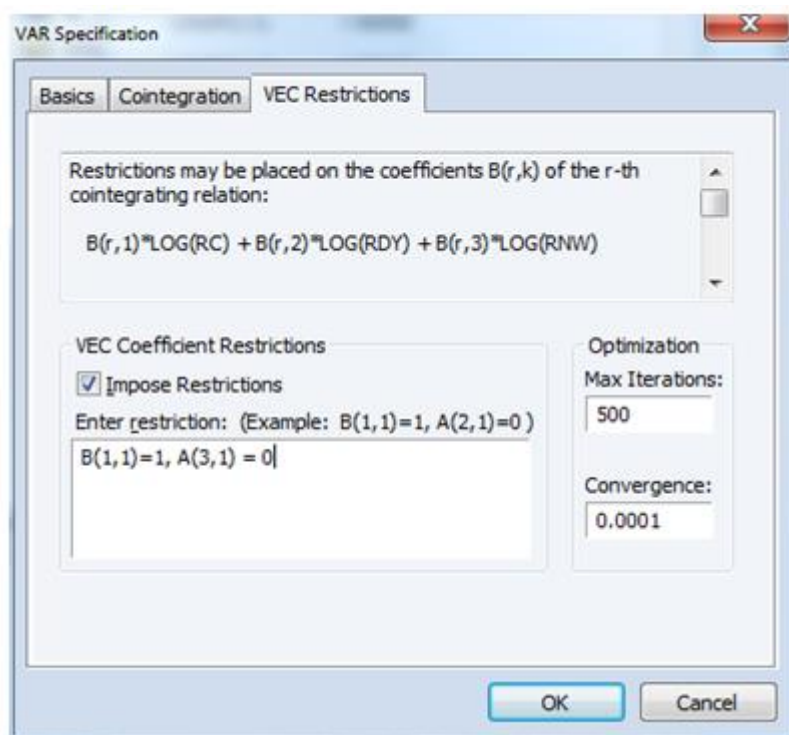 VAR Specification
Basics
Cointegration
VEC Restrictions
Restrictions may be placed on the coefficients B(r,k) of the r-th
cointegrating relation:
B(r,1)*LOG(RC) + B(r,2)*LOG(RDY) + B(r,3)*LOG(RNW)
VEC Coefficient Restrictions
Impose Restrictions
Enter restriction: (Example: B(1,1)=1, A(2,1)=0 )
B(1,1)=1, A(3,1) = 0
Optimization
Max Iterations:
500
Convergence:
0.0001
OK
Cancel